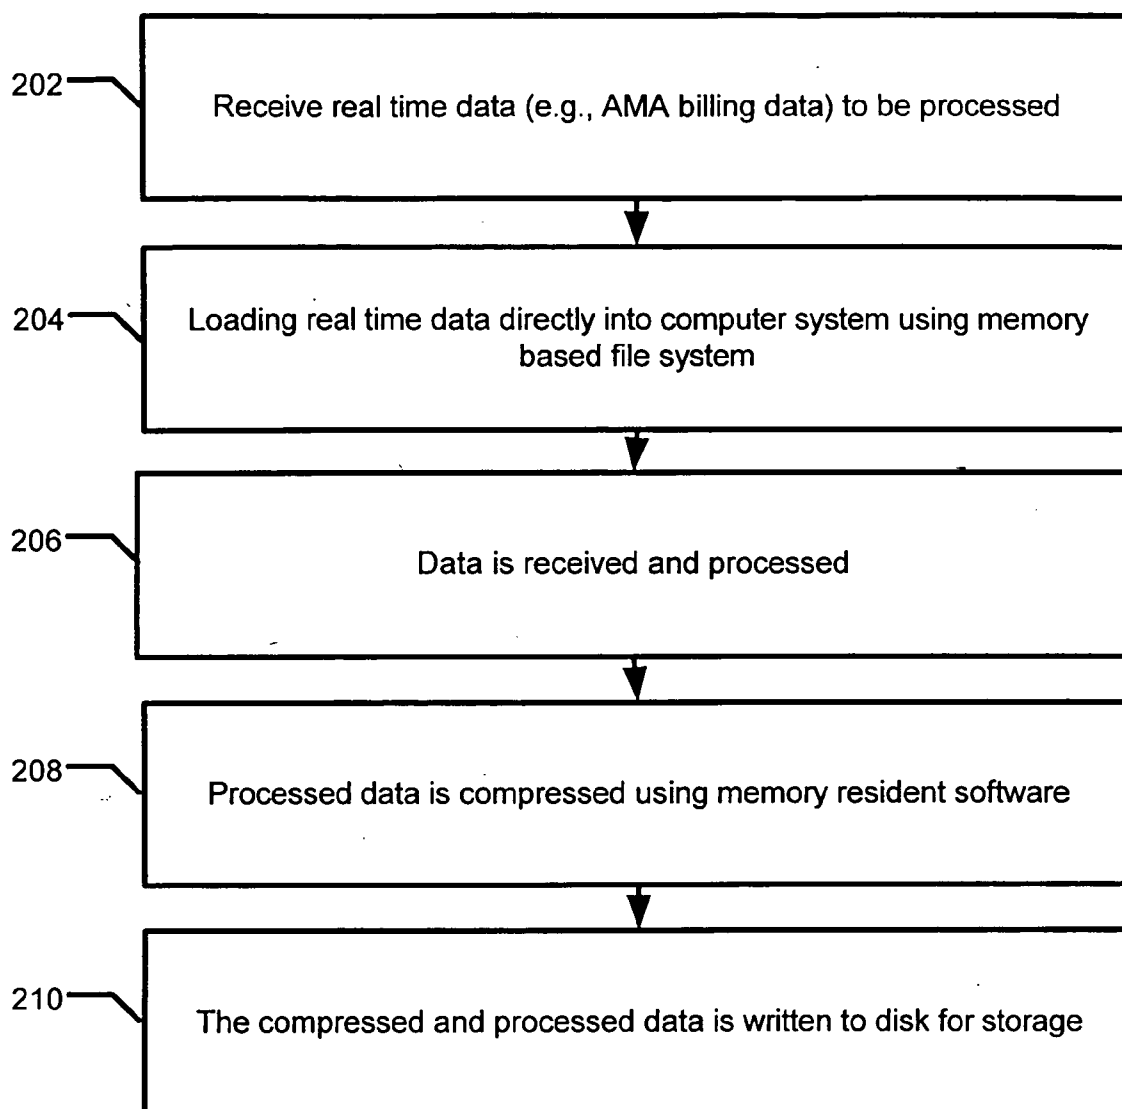 202
Receive real time data (e.g., AMA billing data) to be processed
204
Loading real time data directly into computer system using memory
based file system
206
Data is received and processed
208
Processed data is compressed using memory resident software
210
The compressed and processed data is written to disk for storage